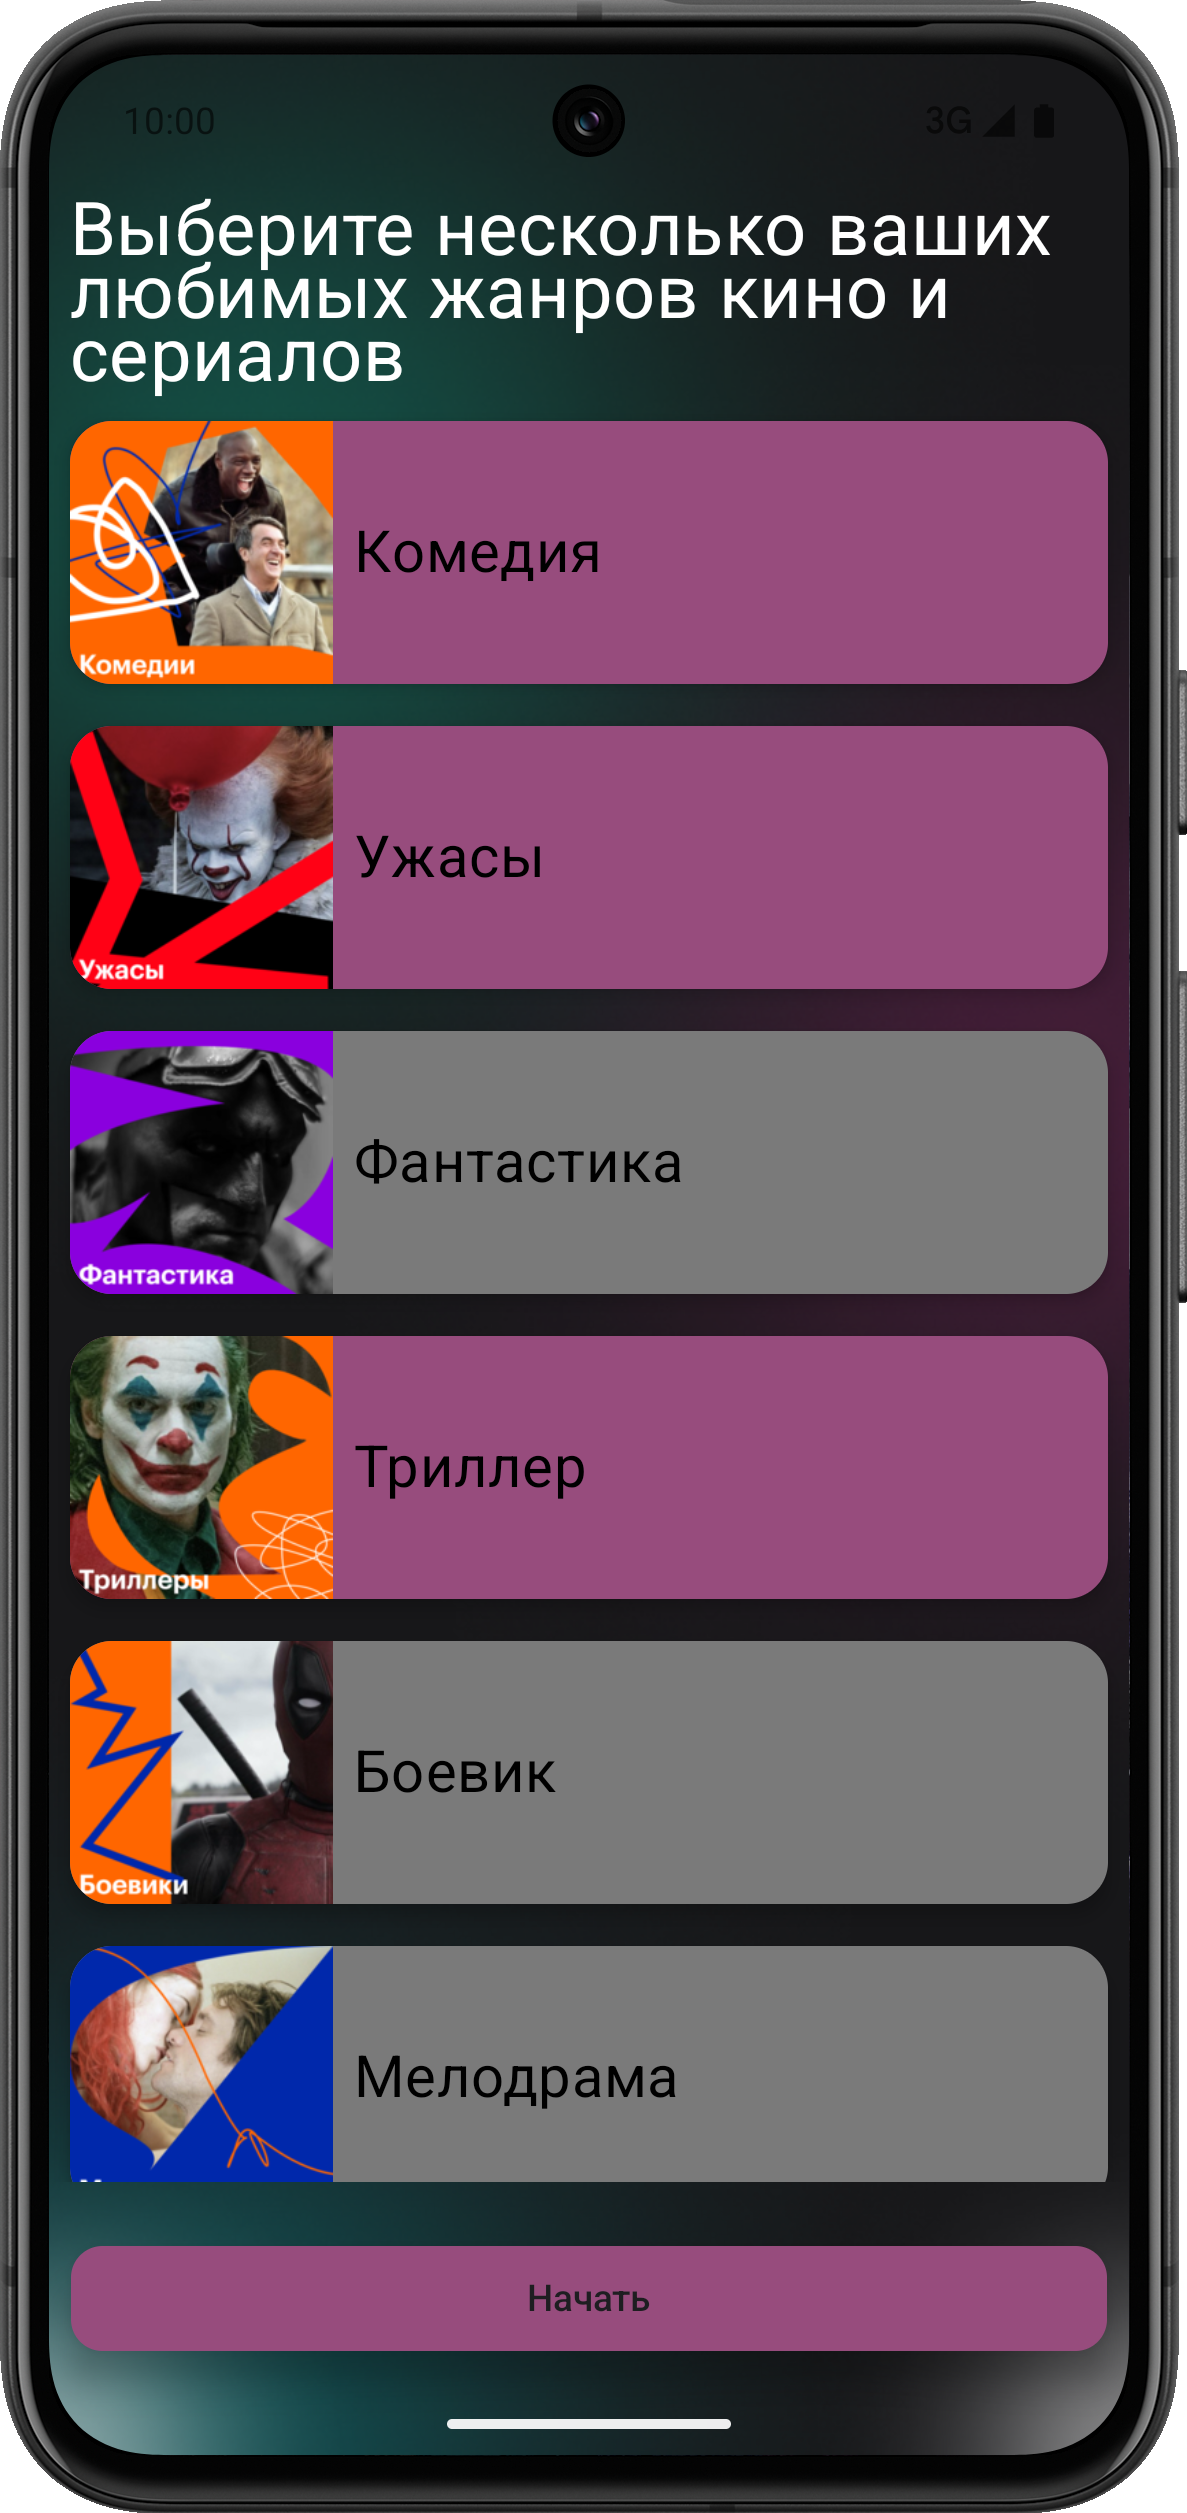 10:00
3G
Выберите несколько ваших
любимых жанров кино и
сериалов
Комедии
Комедия
Ужасы
Ужасы
Фантастика
Фантастика
Триллеры
Триллер
Боевики
Боевик
Мелодрама
Начать